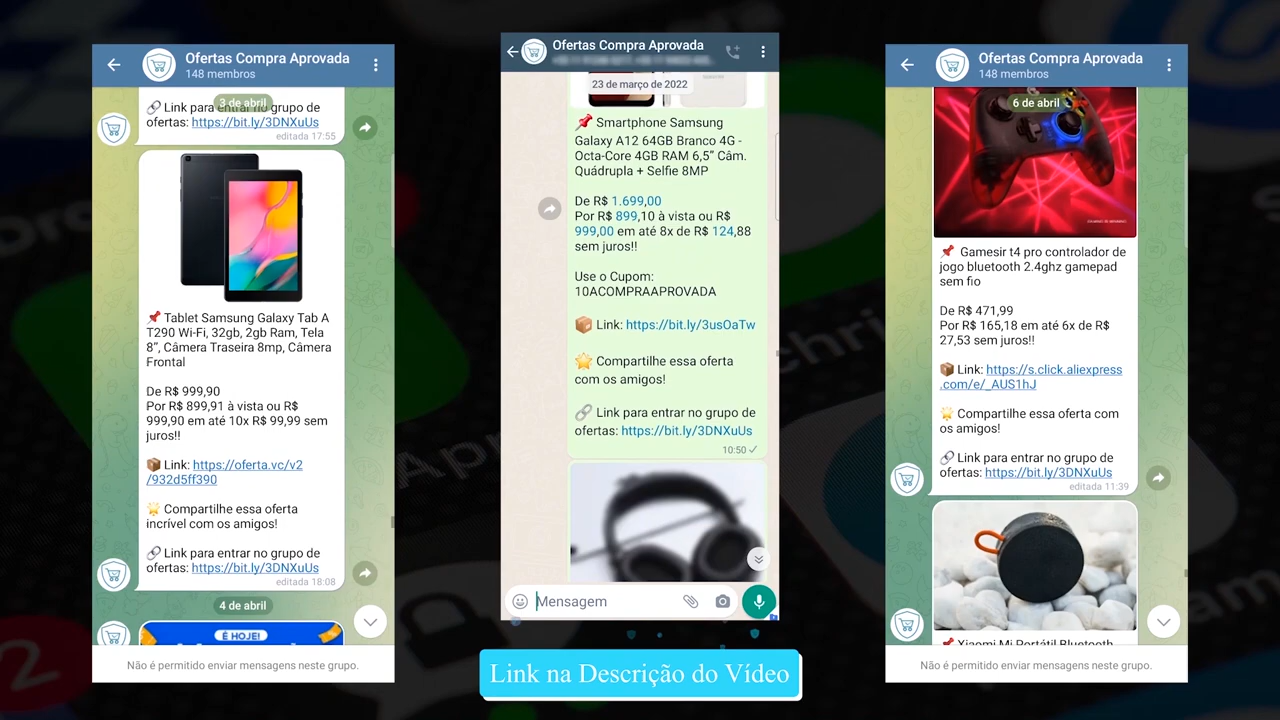 Ofertas Compra Aprovada
148 membros
3 de abril
Link para entrar no grupo de
ofertas: https://bit.ly/3DNXuUs
editada 17:55
📌 Tablet Samsung Galaxy Tab A
T290 Wi-Fi, 32gb, 2gb Ram, Tela
8”, Câmera Traseira 8mp, Câmera
Frontal
De R$ 999,90
Por R$ 899,91 à vista ou R$
999,90 em até 10x R$ 99,99 sem
juros!!
📦 Link: https://oferta.vc/v2
/932d5ff390
🌟 Compartilhe essa oferta
incrível com os amigos!
🔗 Link para entrar no grupo de
ofertas: https://bit.ly/3DNXuUs
editada 18:08
4 de abril
É HOJE!
Não é permitido enviar mensagens neste grupo.
Ofertas Compra Aprovada
23 de março de 2022
📌 Smartphone Samsung
Galaxy A12 64GB Branco 4G -
Octa-Core 4GB RAM 6,5” Câm.
Quádrupla + Selfie 8MP
De R$ 1.699,00
Por R$ 899,10 à vista ou R$
999,00 em até 8x de R$ 124,88
sem juros!!
Use o Cupom:
10ACOMPRAAPROVADA
📦 Link: https://bit.ly/3usOaTw
🌟 Compartilhe essa oferta
com os amigos!
🔗 Link para entrar no grupo de
ofertas: https://bit.ly/3DNXuUs
10:50
Mensagem
Link na Descrição do Vídeo
Ofertas Compra Aprovada
148 membros
6 de abril
📌 Gamesir t4 pro controlador de
jogo bluetooth 2.4ghz gamepad
sem fio
De R$ 471,99
Por R$ 165,18 em até 6x de R$
27,53 sem juros!!
📦 Link: https://s.click.aliexpress
.com/e/_AUS1hJ
🌟 Compartilhe essa oferta com
os amigos!
🔗 Link para entrar no grupo de
ofertas: https://bit.ly/3DNXuUs
editada 11:39
📌 Xiaomi Mi Portátil Bluetooth
Não é permitido enviar mensagens neste grupo.